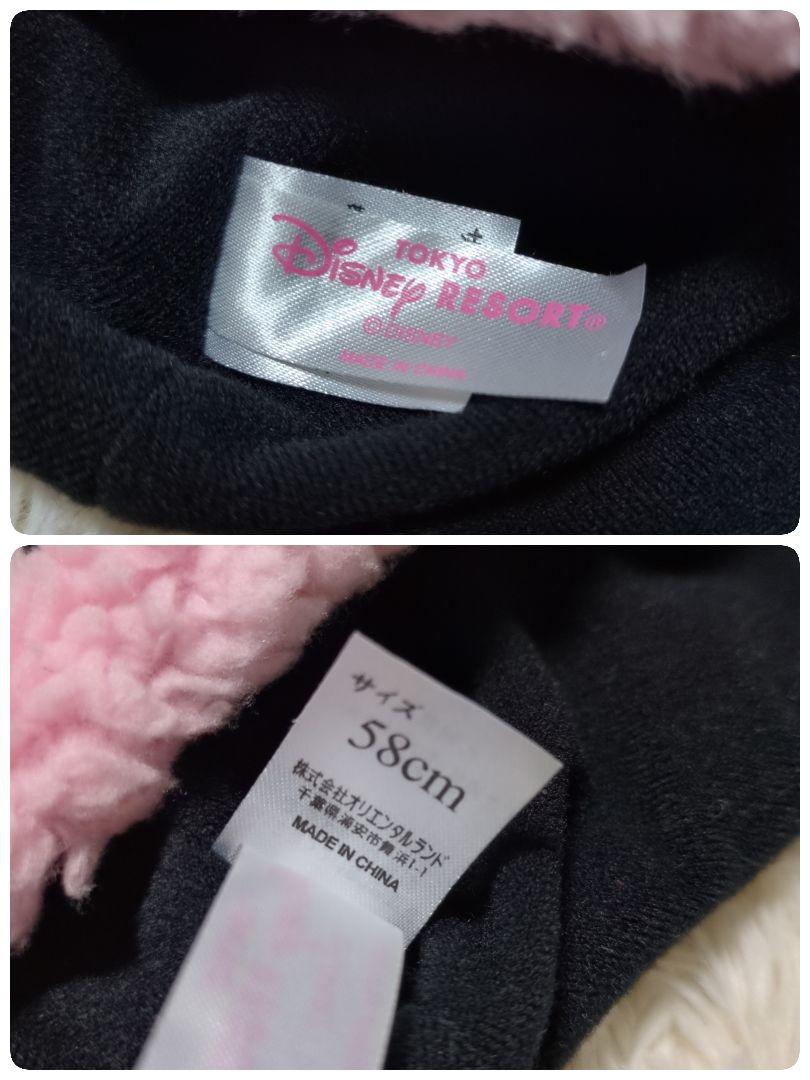 TOKYO
Disney RESORT®
©DISNEY
MADE IN CHINA
サイズ
58cm
株式会社オリエンタルランド
千葉県浦安市舞浜1-1
MADE IN CHINA